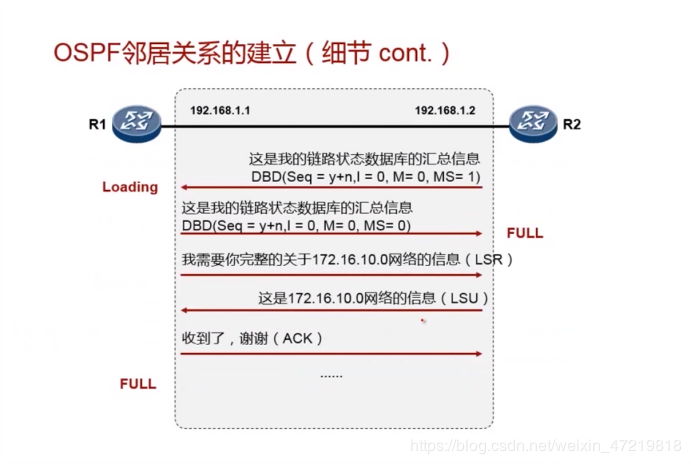 OSPF邻居关系的建立（细节 cont.）
192.168.1.1
192.168.1.2
R1
R2
这是我的链路状态数据库的汇总信息
DBD(Seq = y+n,I = 0, M= 0, MS= 1)
Loading
这是我的链路状态数据库的汇总信息
DBD(Seq = y+n,I = 0, M= 0, MS= 0)
FULL
我需要你完整的关于172.16.10.0网络的信息（LSR）
这是172.16.10.0网络的信息（LSU）
收到了，谢谢（ACK）
FULL
......
https://blog.csdn.net/weixin_47219818